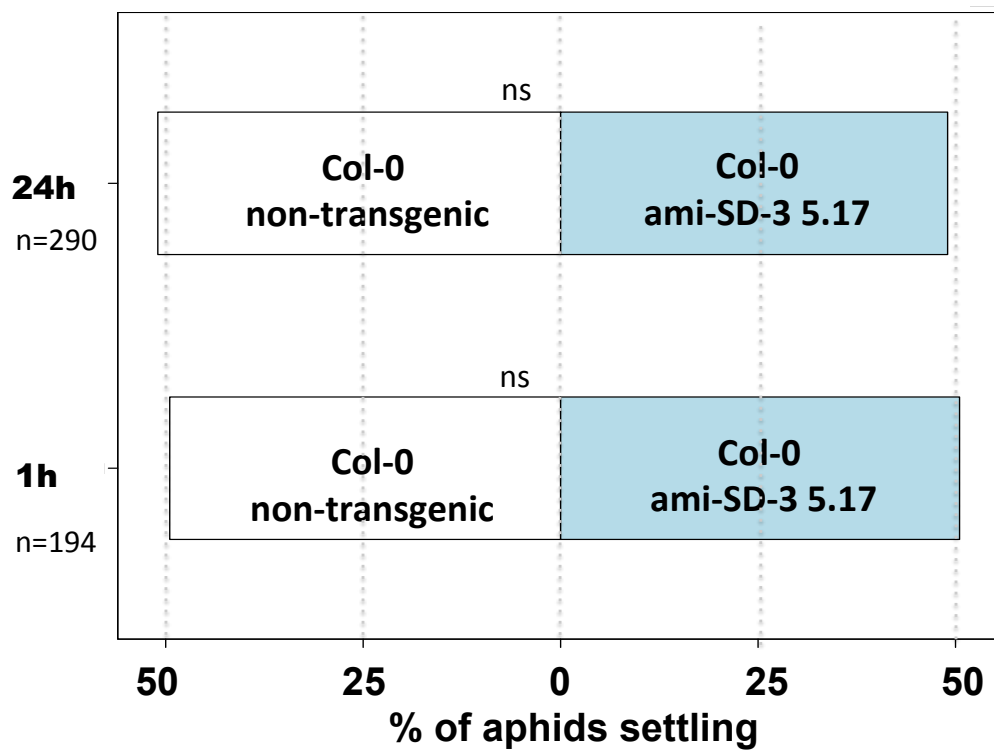 ns
24h
n=290
Col-0
non-transgenic
Col-0
ami-SD-3 5.17
ns
1h
n=194
Col-0
non-transgenic
Col-0
ami-SD-3 5.17
50 25 0 25 50
% of aphids settling